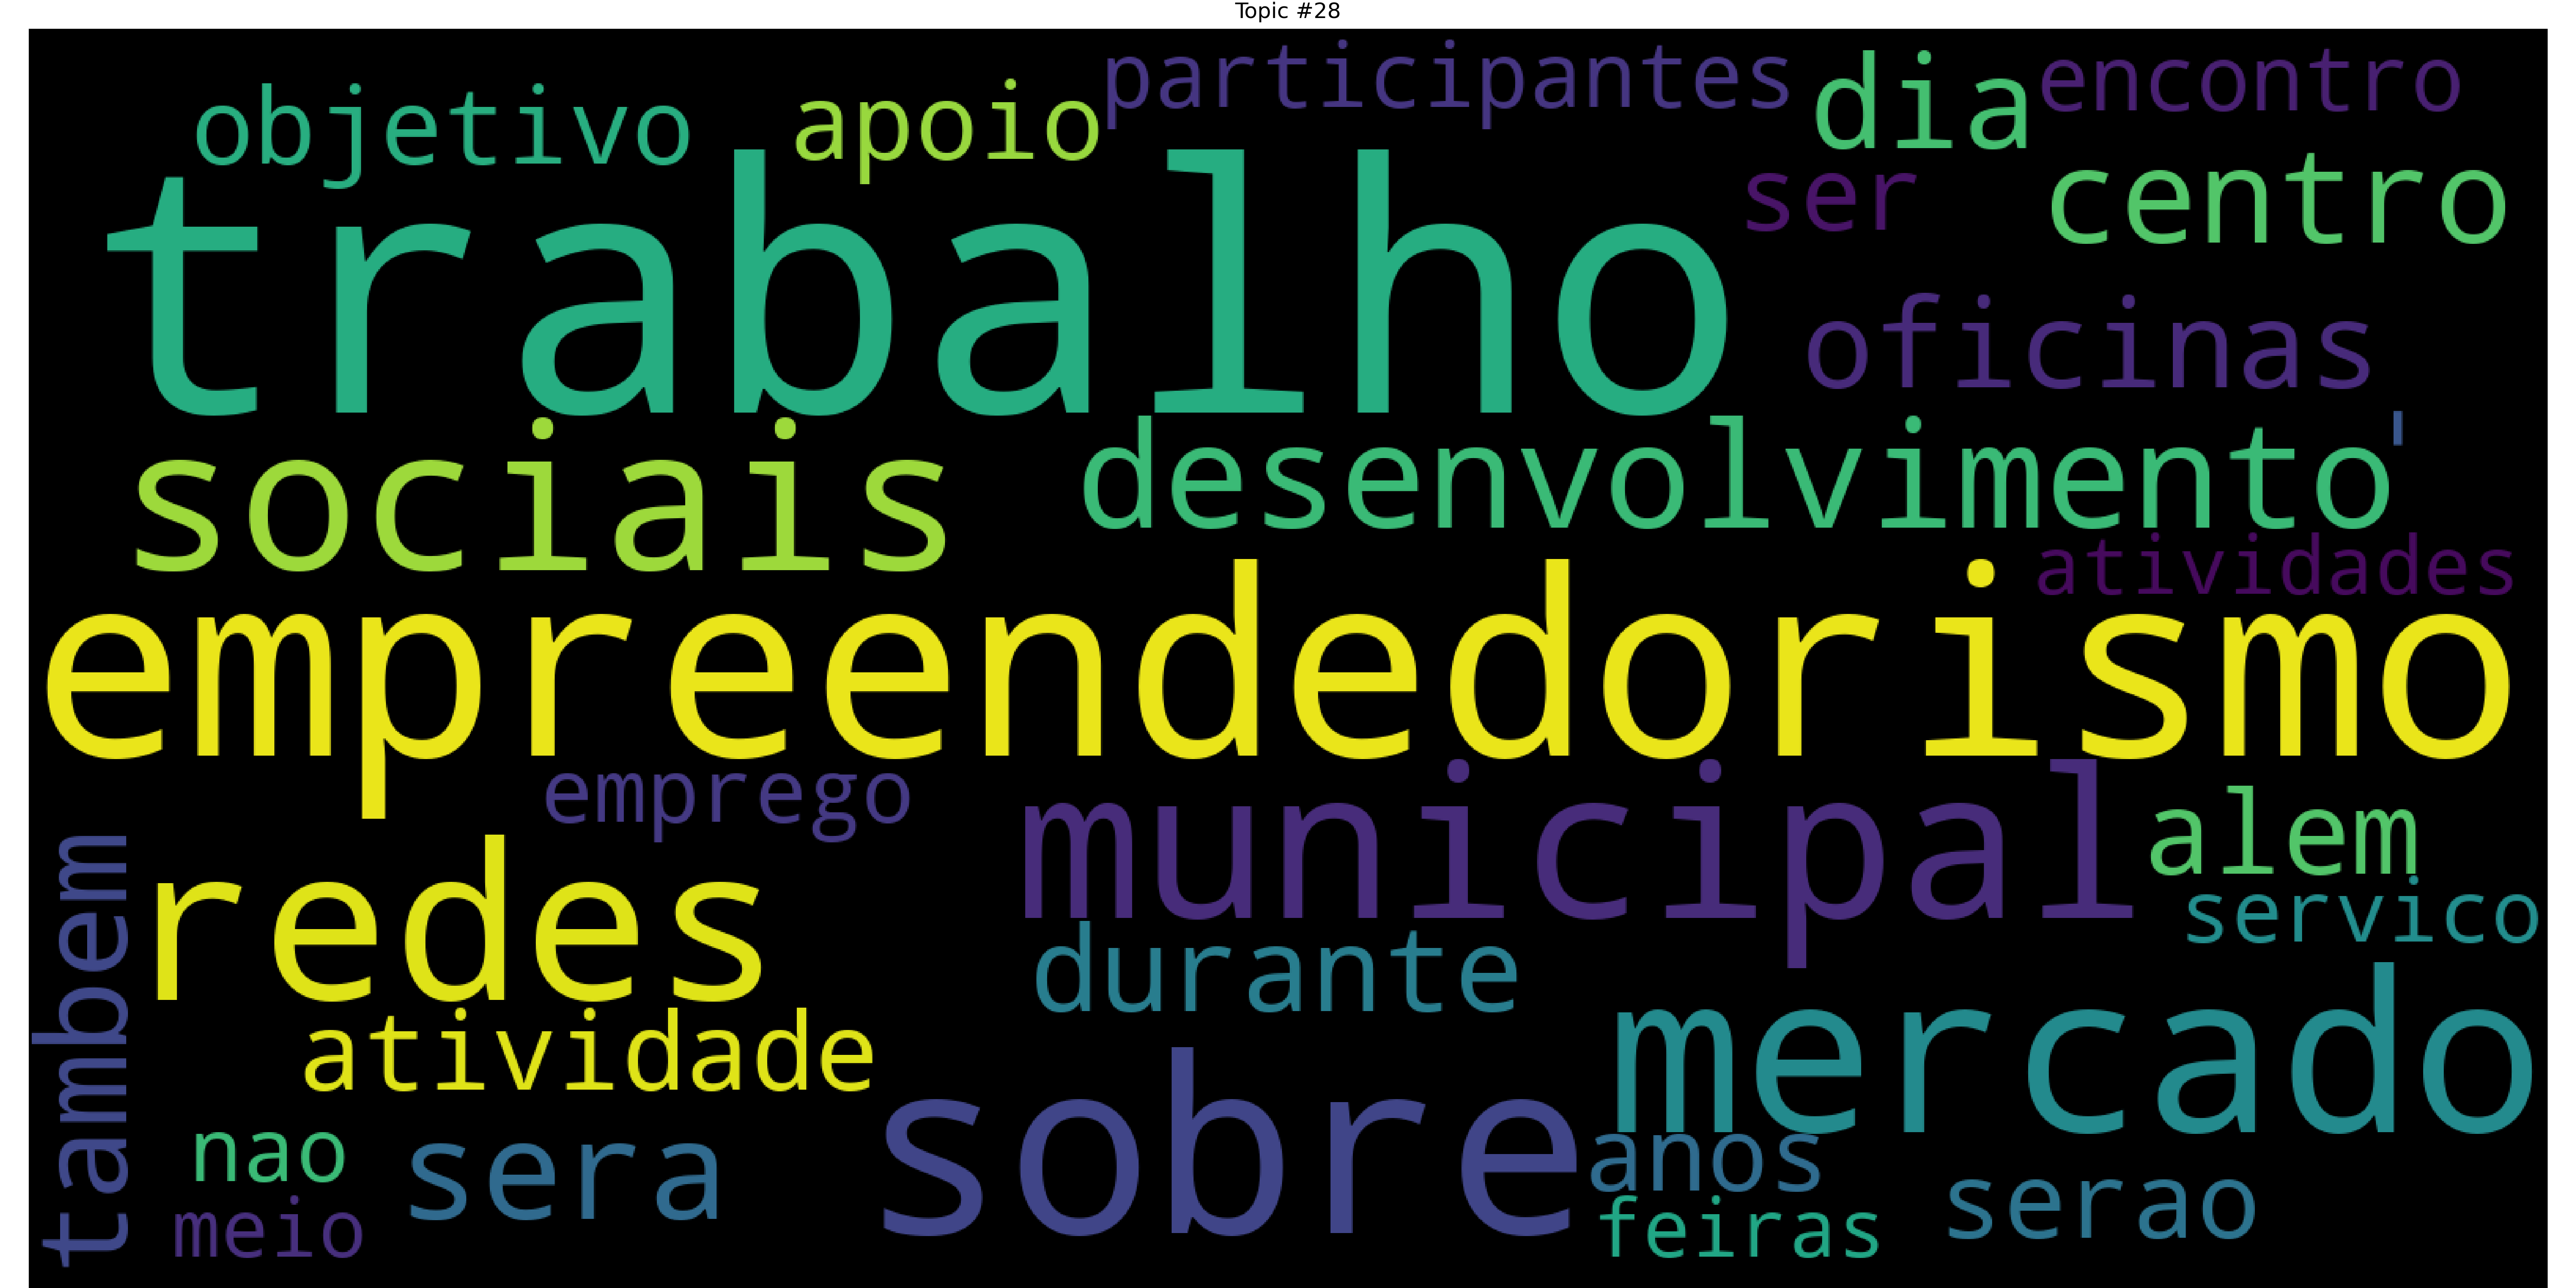 Topic #28
participantes
encontro
dia
objetivo
apoio
ser
centro
trabalho
oficinas
sociais
desenvolvimento
'
atividades
empreendedorismo
emprego
municipal
alem
servico
tambem
redes
durante
atividade
mercado
sobre
nao
sera
anos
serao
meio
feiras